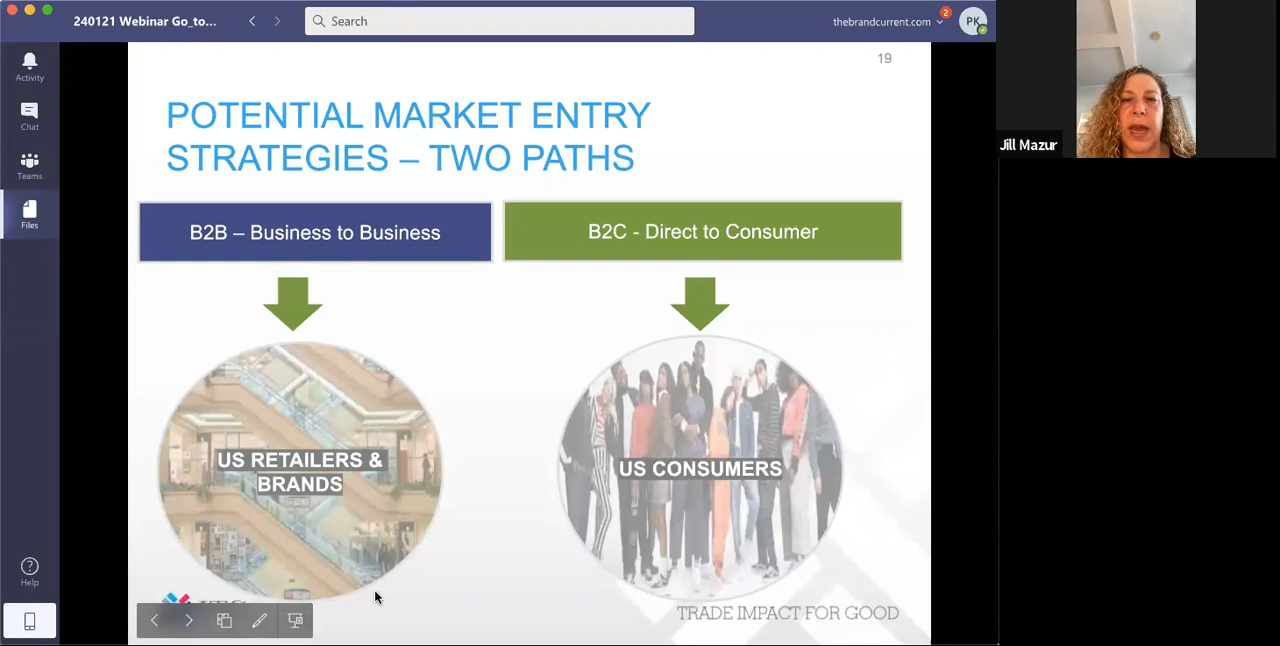 240121 Webinar Go_to...
Search
thebrandcurrent.com
2
PK
Activity
Chat
Teams
Files
Help
19
POTENTIAL MARKET ENTRY
STRATEGIES – TWO PATHS
B2B – Business to Business
B2C - Direct to Consumer
US RETAILERS &
BRANDS
US CONSUMERS
TRADE IMPACT FOR GOOD
Jill Mazur